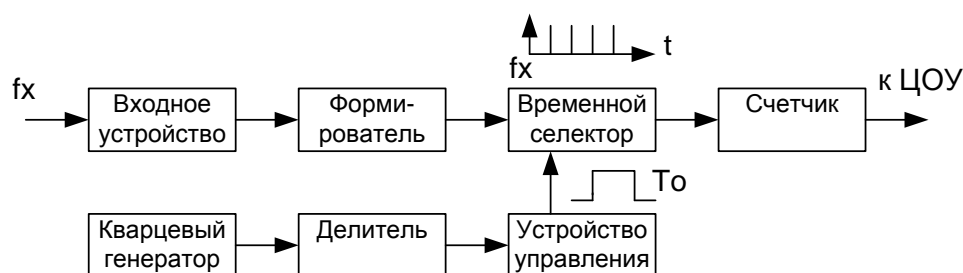 t
fx
fx
к ЦОУ
Входное
устройство
Форми-
рователь
Временной
селектор
Счетчик
То
Кварцевый
генератор
Делитель
Устройство
управления